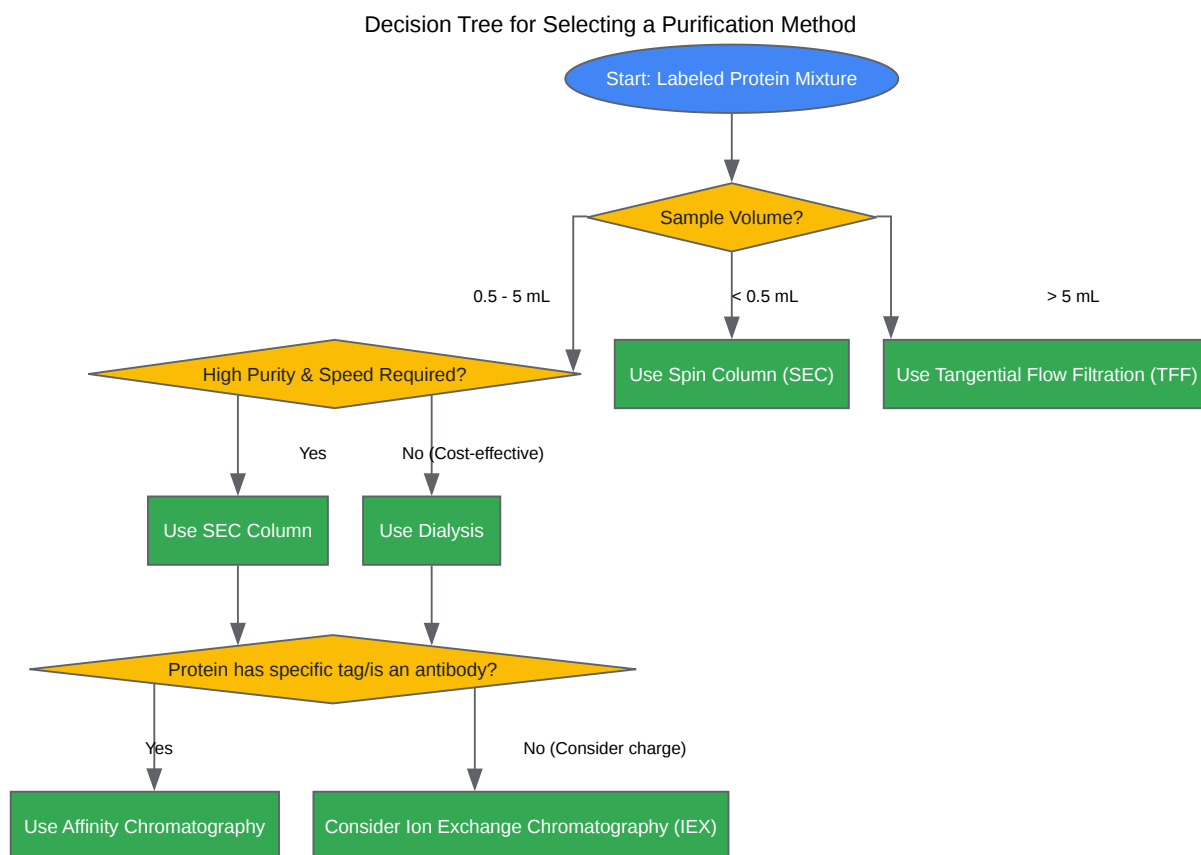 Decision Tree for Selecting a Purification Method
Start: Labeled Protein Mixture
Sample Volume?
0.5 - 5 mL
< 0.5 mL
> 5 mL
High Purity & Speed Required?
Use Spin Column (SEC)
Use Tangential Flow Filtration (TFF)
Yes
No (Cost-effective)
Use SEC Column
Use Dialysis
Protein has specific tag/is an antibody?
Yes
No (Consider charge)
Use Affinity Chromatography
Consider Ion Exchange Chromatography (IEX)